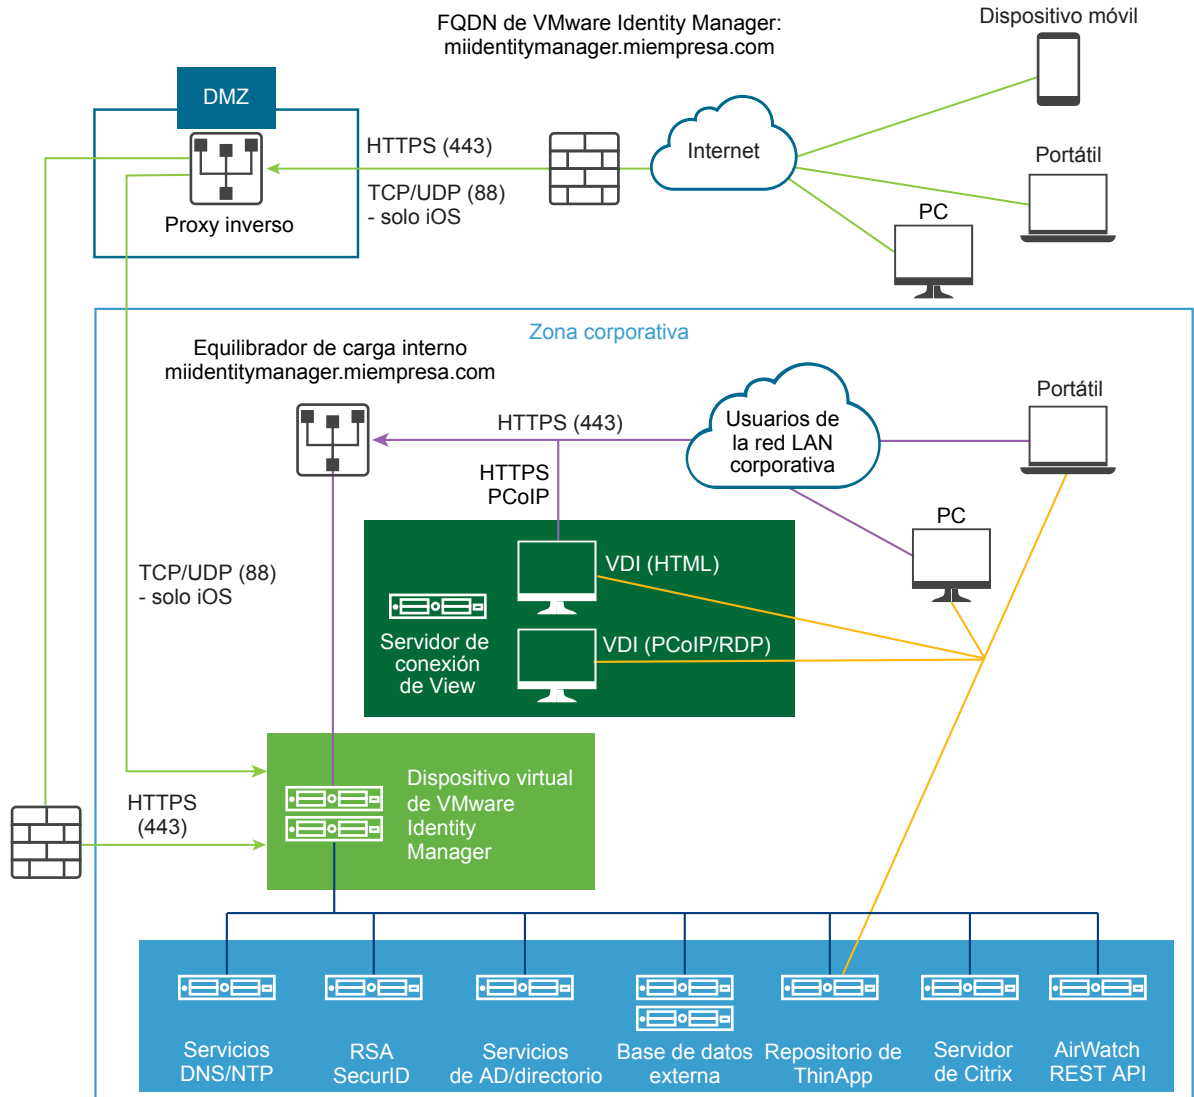 FQDN de VMware Identity Manager:
miidentitymanager.miempresa.com
Dispositivo móvil
DMZ
HTTPS (443)
Internet
Portátil
TCP/UDP (88)
- solo iOS
Proxy inverso
PC
Zona corporativa
Equilibrador de carga interno
miidentitymanager.miempresa.com
Portátil
HTTPS (443)
Usuarios de
la red LAN
corporativa
HTTPS
PCoIP
PC
VDI (HTML)
TCP/UDP (88)
- solo iOS
Servidor de
conexión
de View
VDI (PCoIP/RDP)
Dispositivo virtual
de VMware
Identity
Manager
HTTPS
(443)
Servicios
DNS/NTP
RSA
SecurID
Servicios
de AD/directorio
Base de datos
externa
Repositorio de
ThinApp
Servidor
de Citrix
AirWatch
REST API